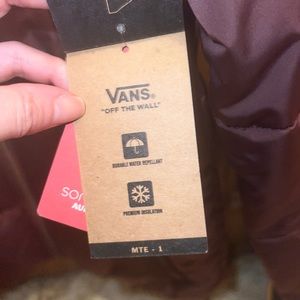 VANS®
"OFF THE WALL"
DURABLE WATER REPELLANT
PREMIUM INSULATION
MTE - 1